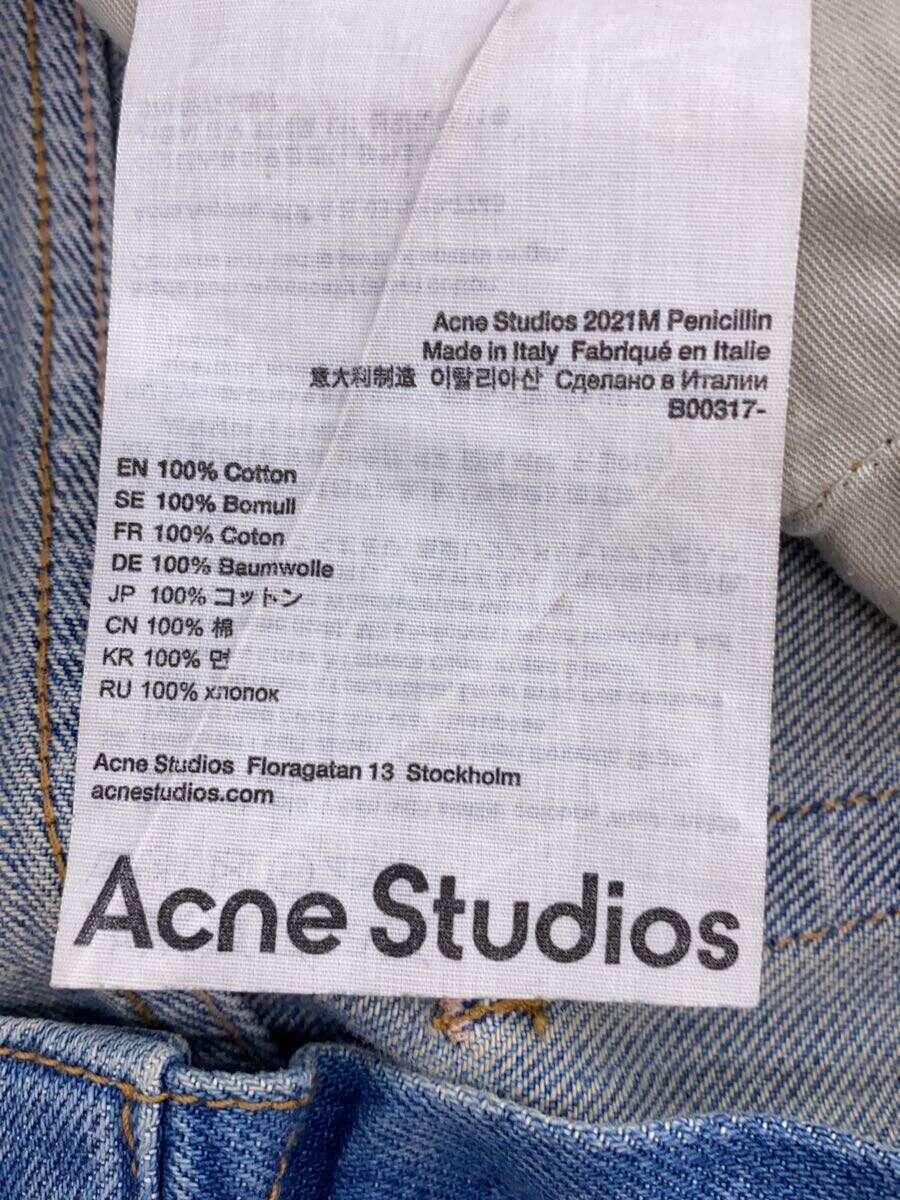 Acne Studios 2021M Penicillin
Made in Italy Fabriqué en Italie
意大利制造 이탈리아산 Сделано в Италии
B00317-
EN 100% Cotton
SE 100% Bomull
FR 100% Coton
DE 100% Baumwolle
JP 100% コットン
CN 100% 棉
KR 100% 면
RU 100% хлопок
Acne Studios Floragatan 13 Stockholm
acnestudios.com
Acne Studios